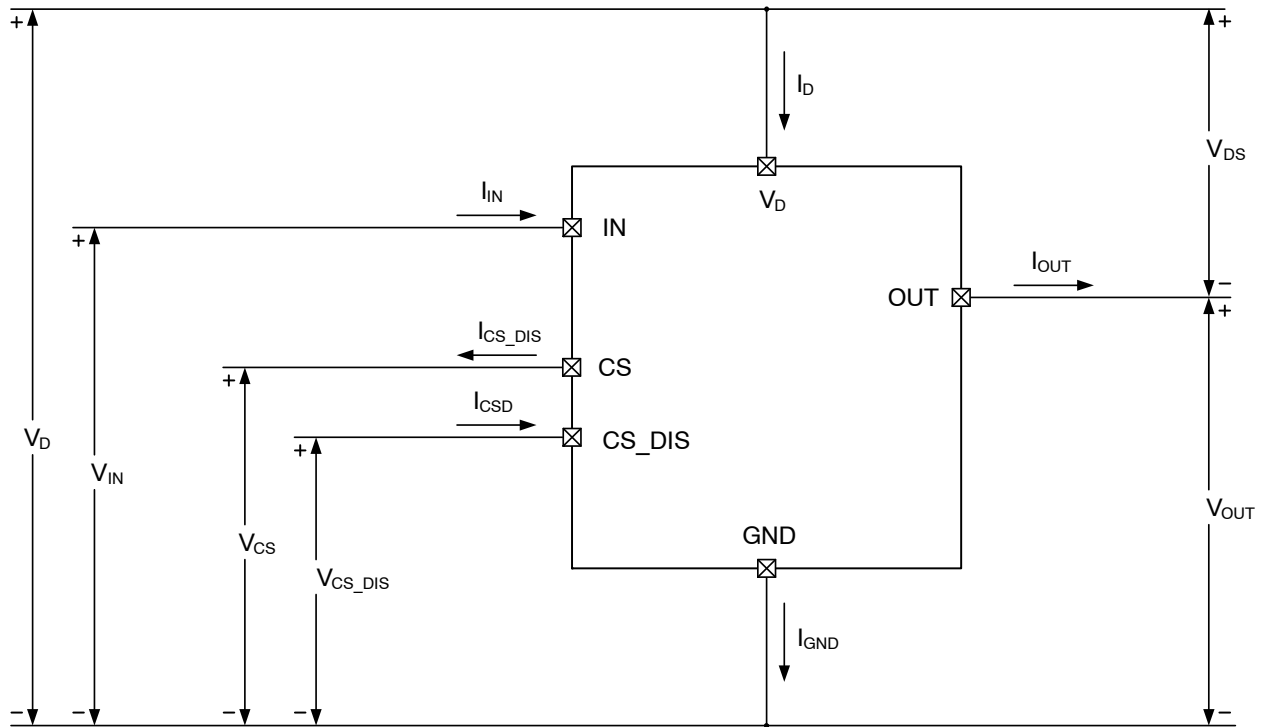 + +
I_D
V_DS
V_D
I_IN
+ IN
I_OUT
OUT −
+
I_CS_DIS
+ CS
I_CSD
V_D + CS_DIS
V_IN
V_OUT
GND
V_CS
V_CS_DIS
I_GND
− − − − −